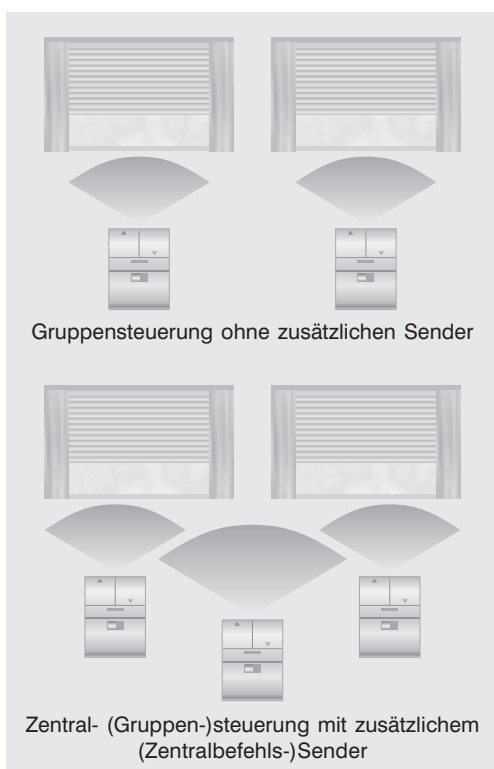 Gruppensteuerung ohne zusätzlichen Sender
Zentral- (Gruppen-)steuerung mit zusätzlichem
(Zentralbefehls-)Sender